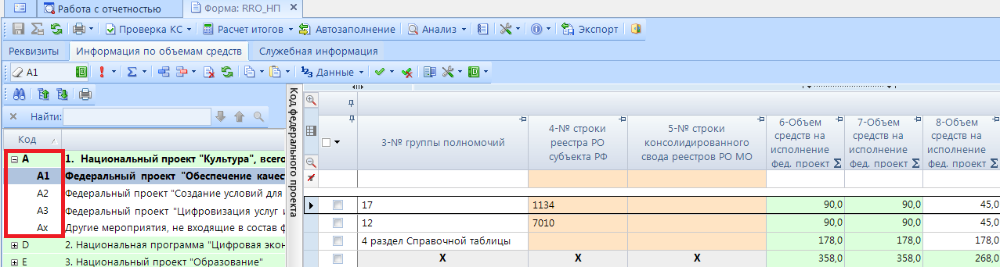 Работа с отчетностью Форма: RRO_НП
Проверка КС Расчет итогов Автозаполнение Анализ Экспорт
Реквизиты Информация по объемам средств Служебная информация
А1 Данные
Найти:
Код
А 1. Национальный проект "Культура", всего
А1 Федеральный проект "Обеспечение качес
А2 Федеральный проект "Создание условий для
А3 Федеральный проект "Цифровизация услуг и
Ах Другие мероприятия, не входящие в состав ф
D 2. Национальная программа "Цифровая экон
E 3. Национальный проект "Образование"
Код федерального проекта
3-№ группы полномочий
4-№ строки
реестра РО
субъекта РФ
5-№ строки
консолидированного
свода реестров РО МО
6-Объем
средств на
исполнение
фед. проект Σ
7-Объем
средств на
исполнение
фед. проект Σ
8-Объем
средств на
исполнение
фед. проект Σ
17 1134 90,0 90,0 45,0
12 7010 90,0 90,0 45,0
4 раздел Справочной таблицы 178,0 178,0 178,0
Х Х Х 358,0 358,0 268,0